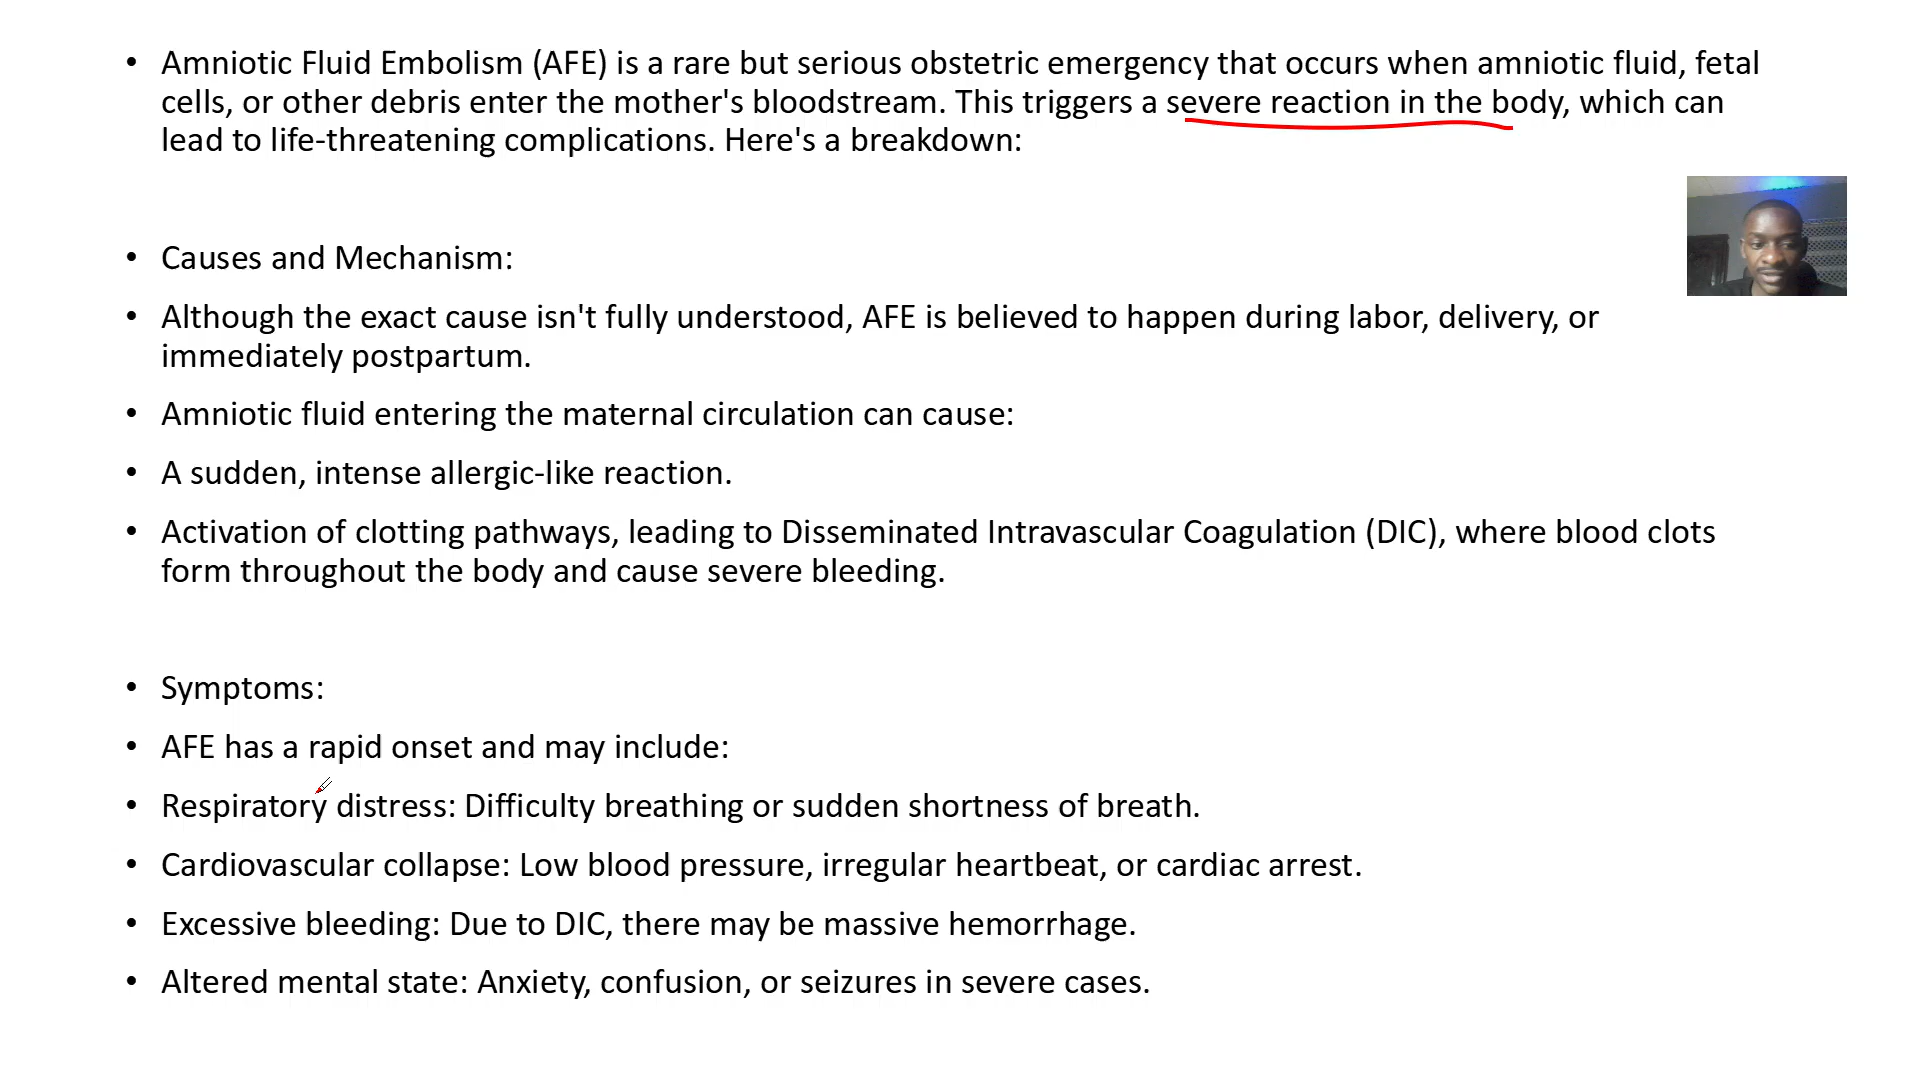 • Amniotic Fluid Embolism (AFE) is a rare but serious obstetric emergency that occurs when amniotic fluid, fetal
cells, or other debris enter the mother's bloodstream. This triggers a severe reaction in the body, which can
lead to life-threatening complications. Here's a breakdown:
• Causes and Mechanism:
• Although the exact cause isn't fully understood, AFE is believed to happen during labor, delivery, or
immediately postpartum.
• Amniotic fluid entering the maternal circulation can cause:
• A sudden, intense allergic-like reaction.
• Activation of clotting pathways, leading to Disseminated Intravascular Coagulation (DIC), where blood clots
form throughout the body and cause severe bleeding.
• Symptoms:
• AFE has a rapid onset and may include:
• Respiratory distress: Difficulty breathing or sudden shortness of breath.
• Cardiovascular collapse: Low blood pressure, irregular heartbeat, or cardiac arrest.
• Excessive bleeding: Due to DIC, there may be massive hemorrhage.
• Altered mental state: Anxiety, confusion, or seizures in severe cases.